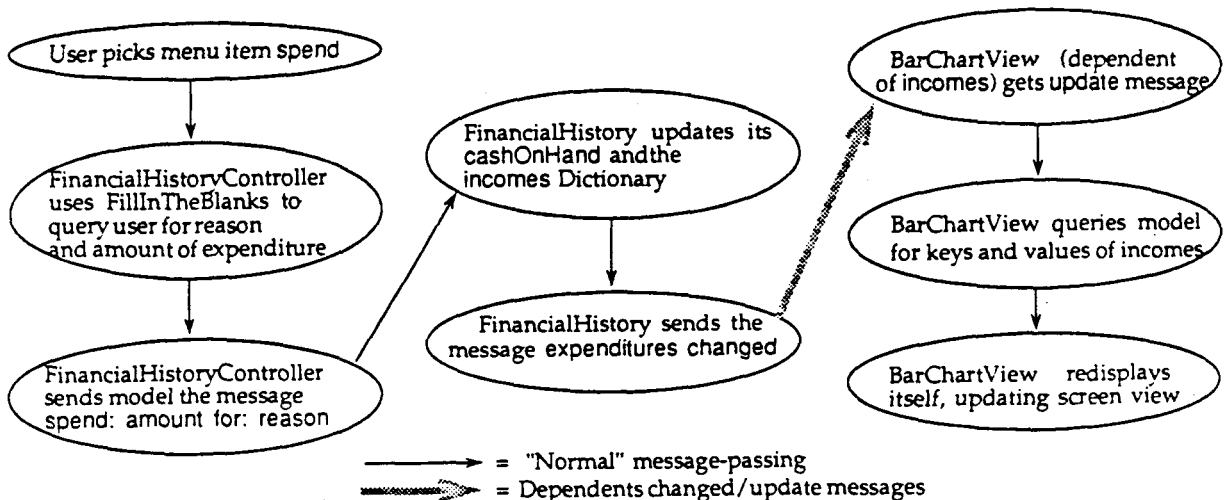 User picks menu item spend
FinancialHistoryController
uses FillInTheBlanks to
query user for reason
and amount of expenditure
FinancialHistoryController
sends model the message
spend: amount for: reason
FinancialHistory updates its
cashOnHand and the
incomes Dictionary
FinancialHistory sends the
message expenditures changed
BarChartView (dependent
of incomes) gets update message
BarChartView queries model
for keys and values of incomes
BarChartView redisplays
itself, updating screen view
= "Normal" message-passing
= Dependents changed/update messages